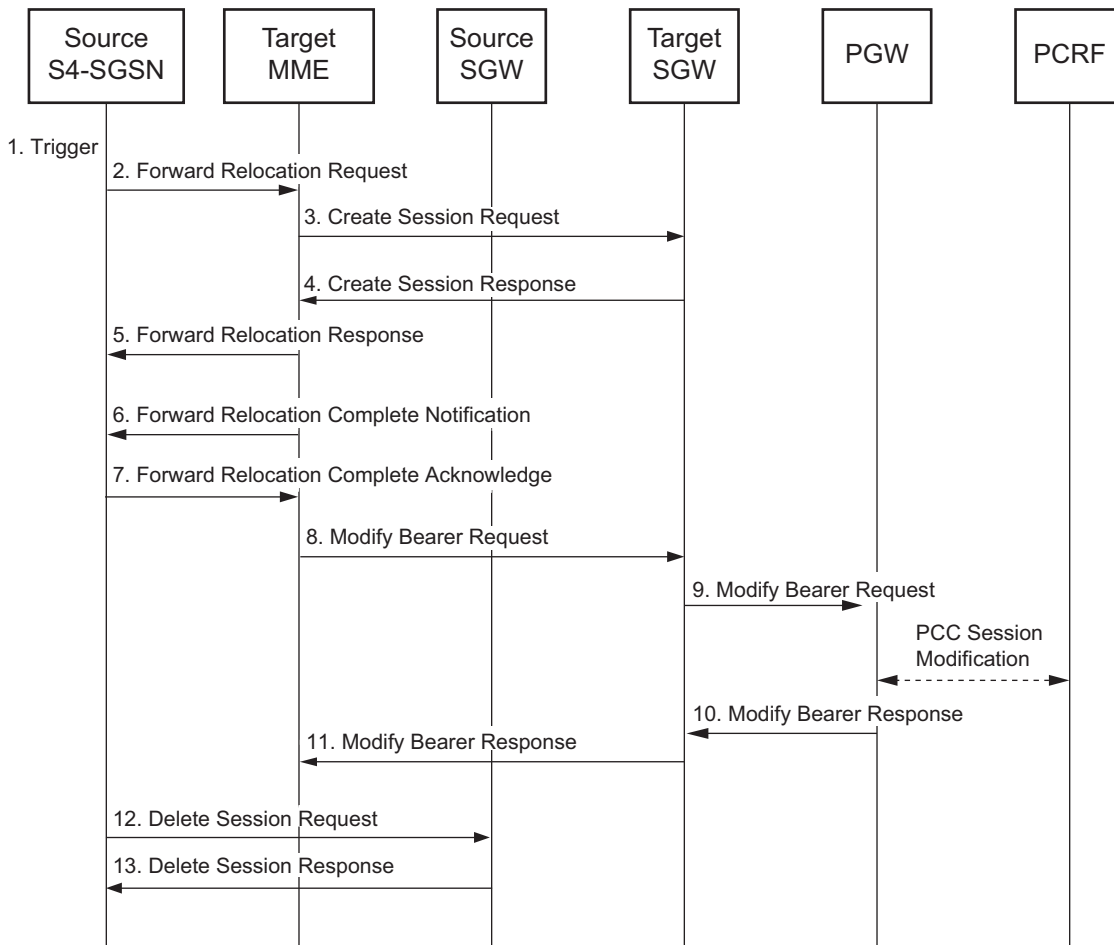 Source
S4-SGSN
Target
MME
Source
SGW
Target
SGW
PGW
PCRF
1. Trigger
2. Forward Relocation Request
3. Create Session Request
4. Create Session Response
5. Forward Relocation Response
6. Forward Relocation Complete Notification
7. Forward Relocation Complete Acknowledge
8. Modify Bearer Request
9. Modify Bearer Request
PCC Session
Modification
10. Modify Bearer Response
11. Modify Bearer Response
12. Delete Session Request
13. Delete Session Response